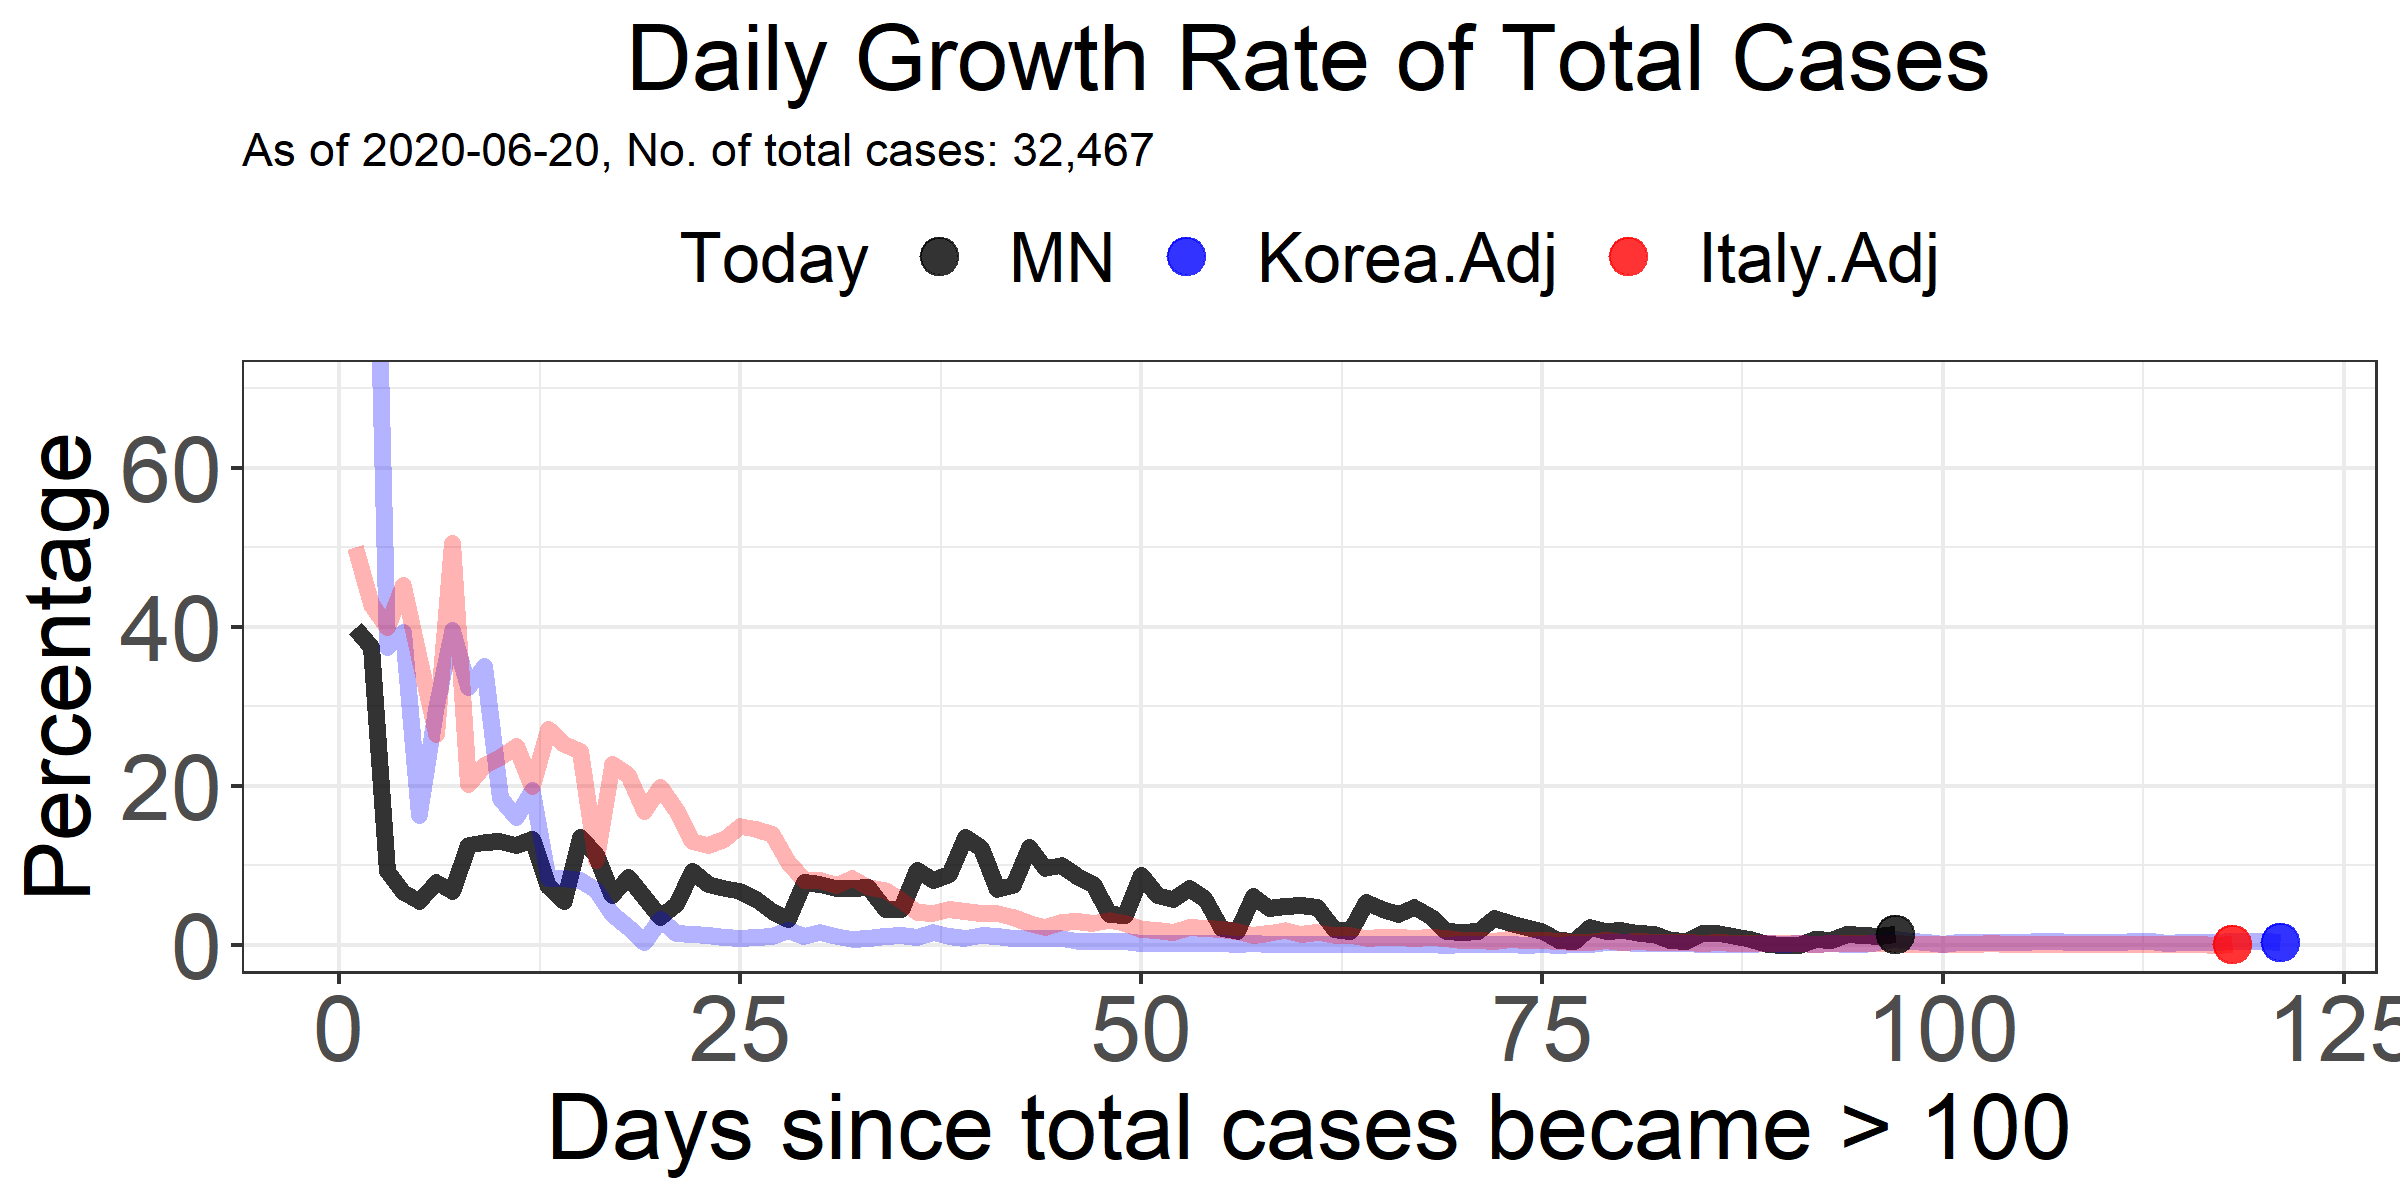 Daily Growth Rate of Total Cases
As of 2020-06-20, No. of total cases: 32,467
Today MN Korea.Adj Italy.Adj
Percentage
60
40
20
0
0 25 50 75 100 125
Days since total cases became > 100